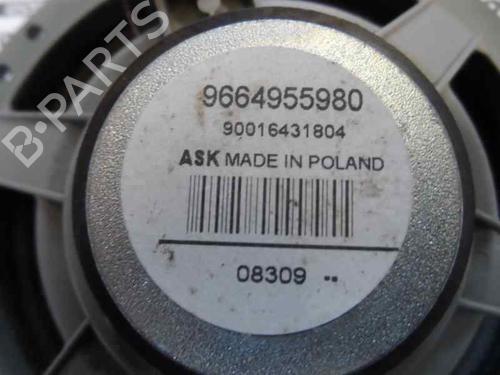 B-PARTS
9664955980
90016431804
ASK MADE IN POLAND
08309 --